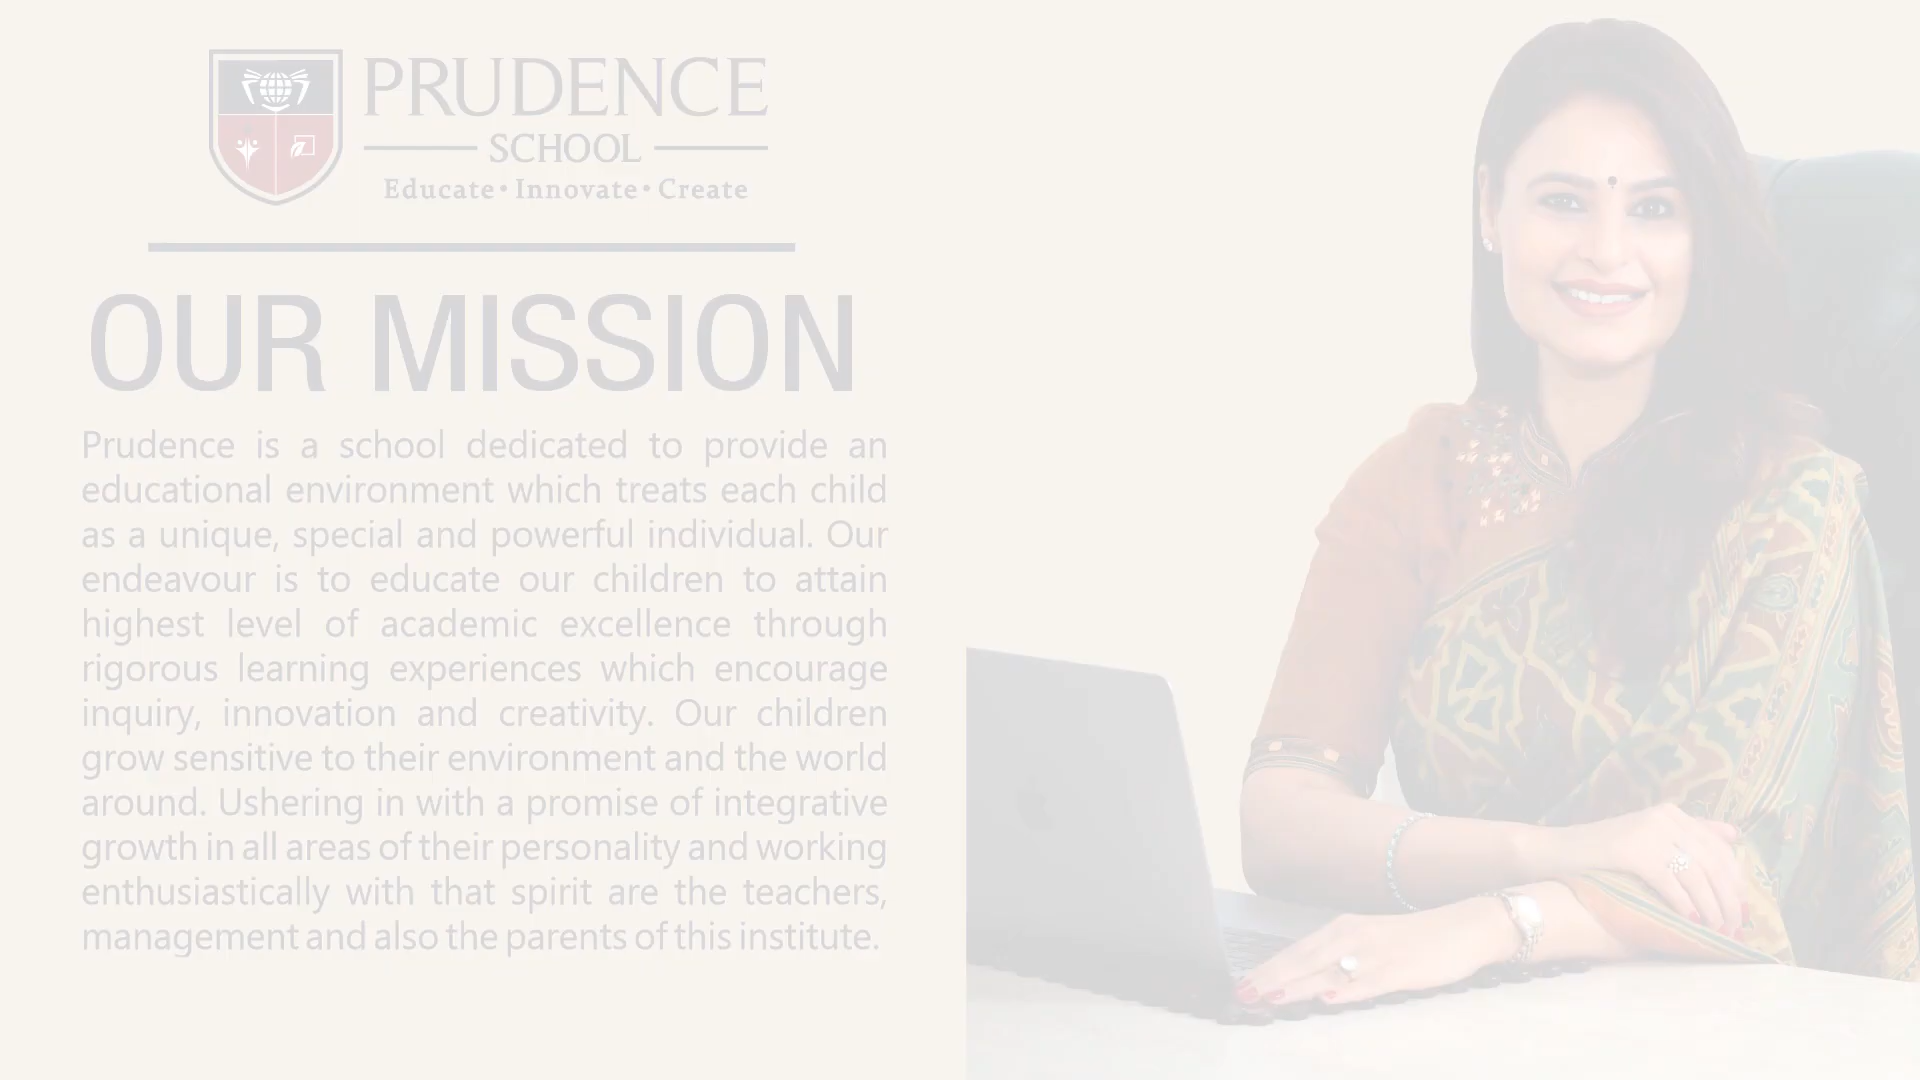 PRUDENCE
SCHOOL
Educate • Innovate • Create
OUR MISSION
Prudence is a school dedicated to provide an
educational environment which treats each child
as a unique, special and powerful individual. Our
endeavour is to educate our children to attain
highest level of academic excellence through
rigorous learning experiences which encourage
inquiry, innovation and creativity. Our children
grow sensitive to their environment and the world
around. Ushering in with a promise of integrative
growth in all areas of their personality and working
enthusiastically with that spirit are the teachers,
management and also the parents of this institute.